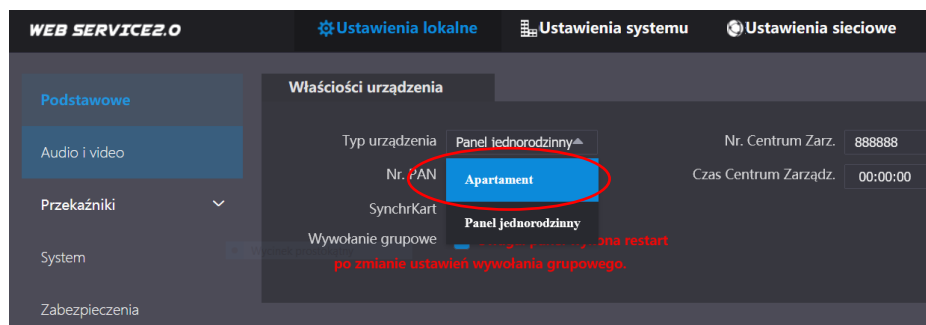 WEB SERVICE2.0 Ustawienia lokalne Ustawienia systemu Ustawienia sieciowe
Podstawowe
Audio i video
Przekaźniki
System
Zabezpieczenia
Właściości urządzenia
Typ urządzenia Panel jednorodzinny Nr. Centrum Zarz. 888888
Nr. PAN Czas Centrum Zarządz. 00:00:00
Apartament
SynchrKart
Panel jednorodzinny
Wywołanie grupowe restart
po zmianie ustawień wywołania grupowego.